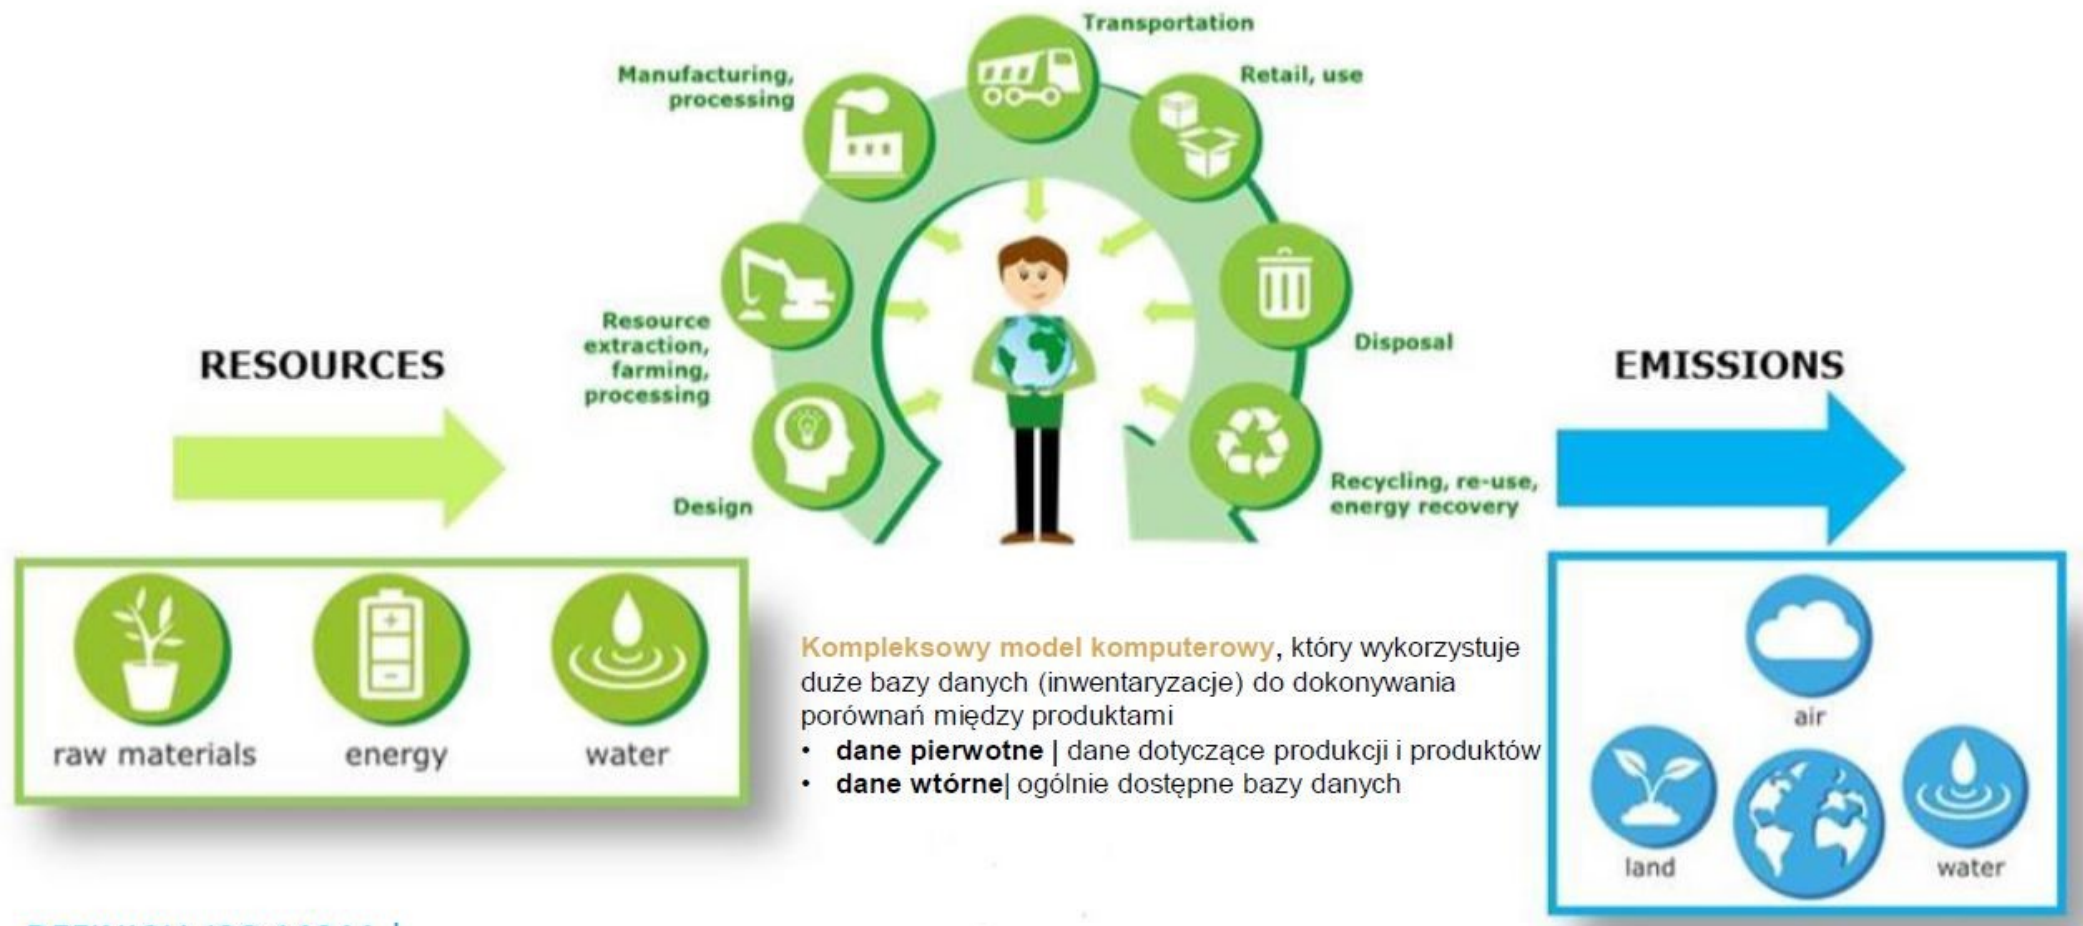 Transportation
Manufacturing,
processing
Retail, use
Resource
extraction,
farming,
processing
Disposal
Design
Recycling, re-use,
energy recovery
RESOURCES
EMISSIONS
raw materials
energy
water
Kompleksowy model komputerowy, który wykorzystuje
duże bazy danych (inwentaryzacje) do dokonywania
porównań między produktami
• dane pierwotne | dane dotyczące produkcji i produktów
• dane wtórne| ogólnie dostępne bazy danych
air
land
water